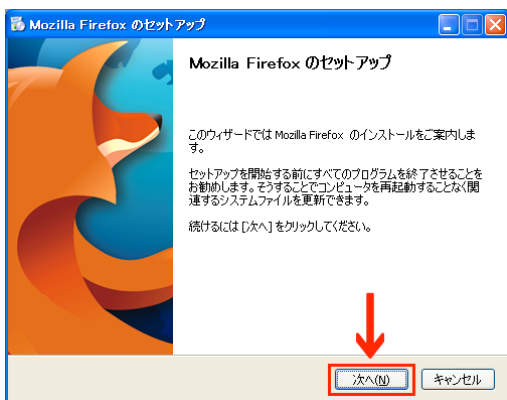 Mozilla Firefox のセットアップ
Mozilla Firefox のセットアップ
このウィザードでは Mozilla Firefox のインストールをご案内しま
す。
セットアップを開始する前にすべてのプログラムを終了させることを
お勧めします。そうすることでコンピュータを再起動することなく関
連するシステムファイルを更新できます。
続けるには [次へ] をクリックしてください。
次へ(N)
キャンセル